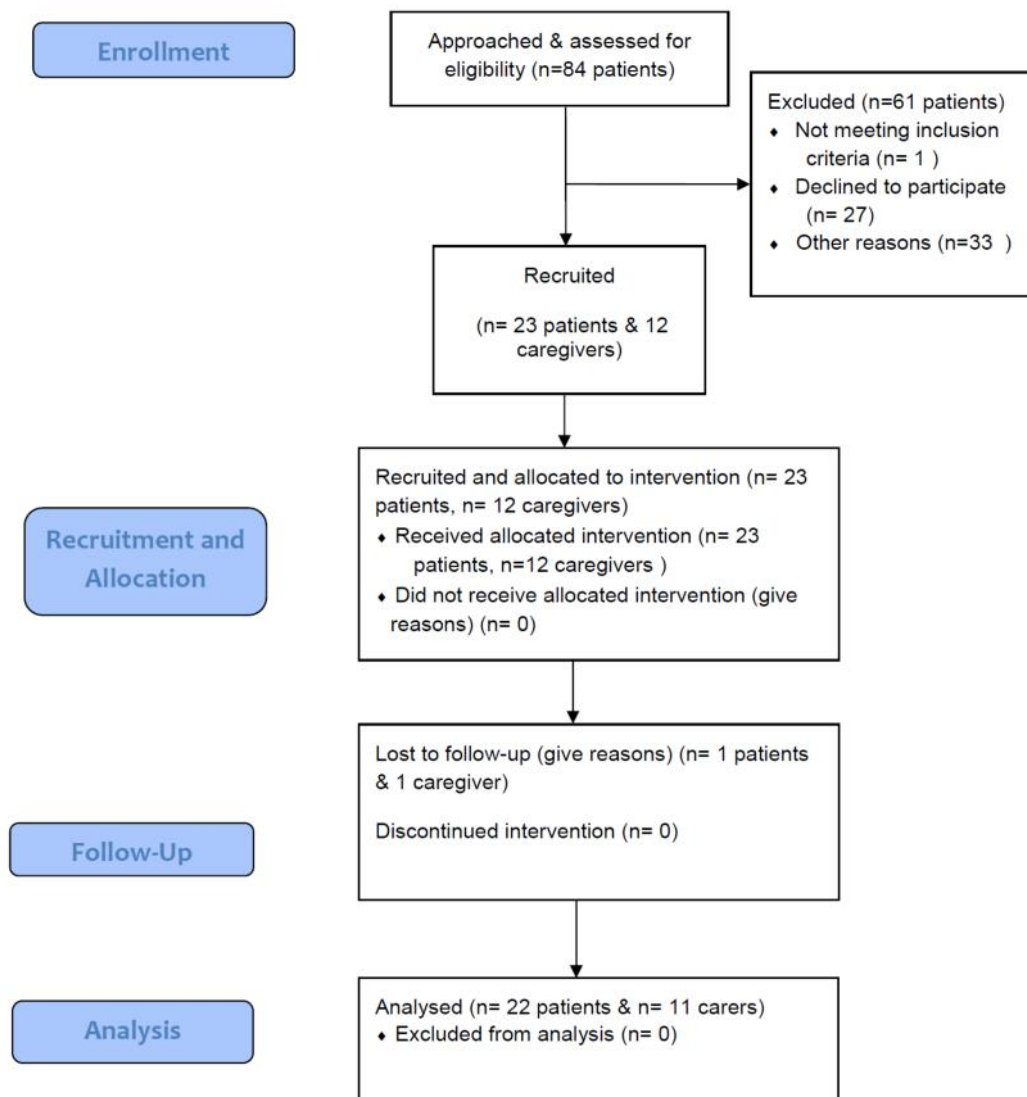 Enrollment
Approached & assessed for
eligibility (n=84 patients)
Excluded (n=61 patients)
♦ Not meeting inclusion
criteria (n= 1 )
♦ Declined to participate
(n= 27)
♦ Other reasons (n=33 )
Recruited
(n= 23 patients & 12
caregivers)
Recruitment and
Allocation
Recruited and allocated to intervention (n= 23
patients, n= 12 caregivers)
♦ Received allocated intervention (n= 23
patients, n=12 caregivers )
♦ Did not receive allocated intervention (give
reasons) (n= 0)
Follow-Up
Lost to follow-up (give reasons) (n= 1 patients
& 1 caregiver)
Discontinued intervention (n= 0)
Analysis
Analysed (n= 22 patients & n= 11 carers)
♦ Excluded from analysis (n= 0)